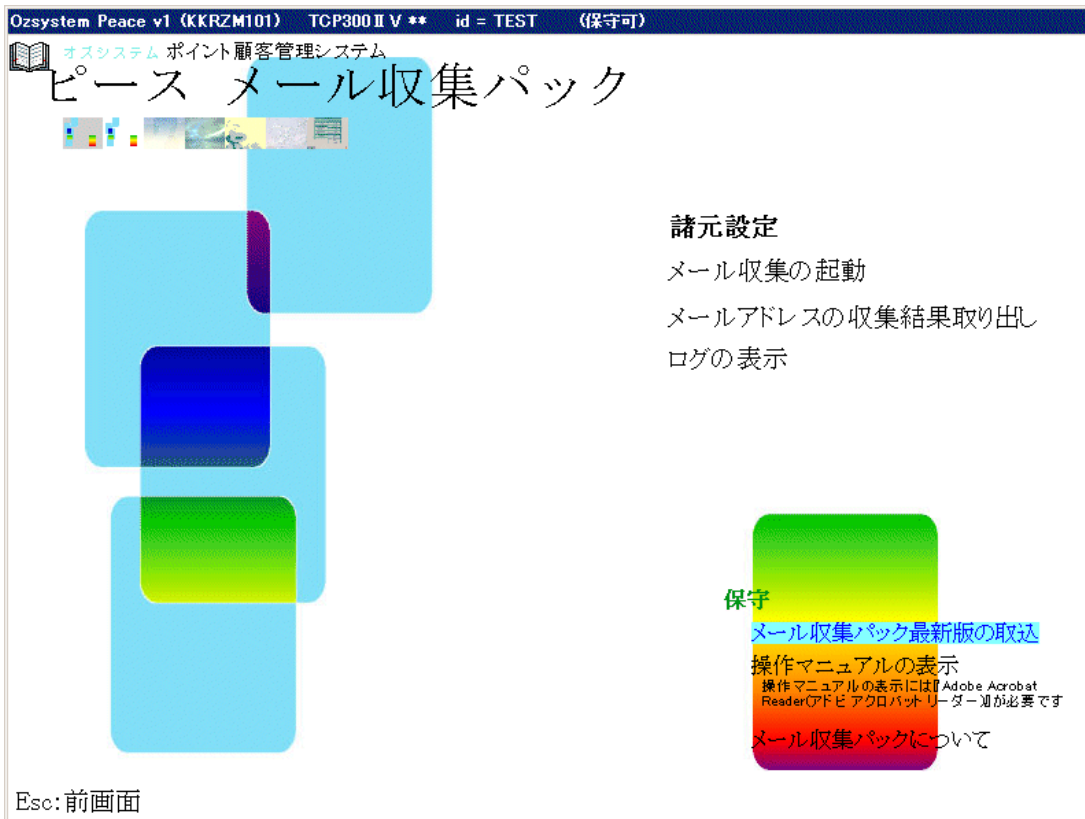 Ozsystem Peace v1 (KKRZM101) TCP300ⅡV ** id = TEST (保守可)
オズシステム ポイント顧客管理システム
ピース メール収集パック
諸元設定
メール収集の起動
メールアドレスの収集結果取り出し
ログの表示
保守
メール収集パック最新版の取込
操作マニュアルの表示
操作マニュアルの表示には『Adobe Acrobat
Reader(アドビ アクロバット リーダー)』が必要です
メール収集パックについて
Esc:前画面